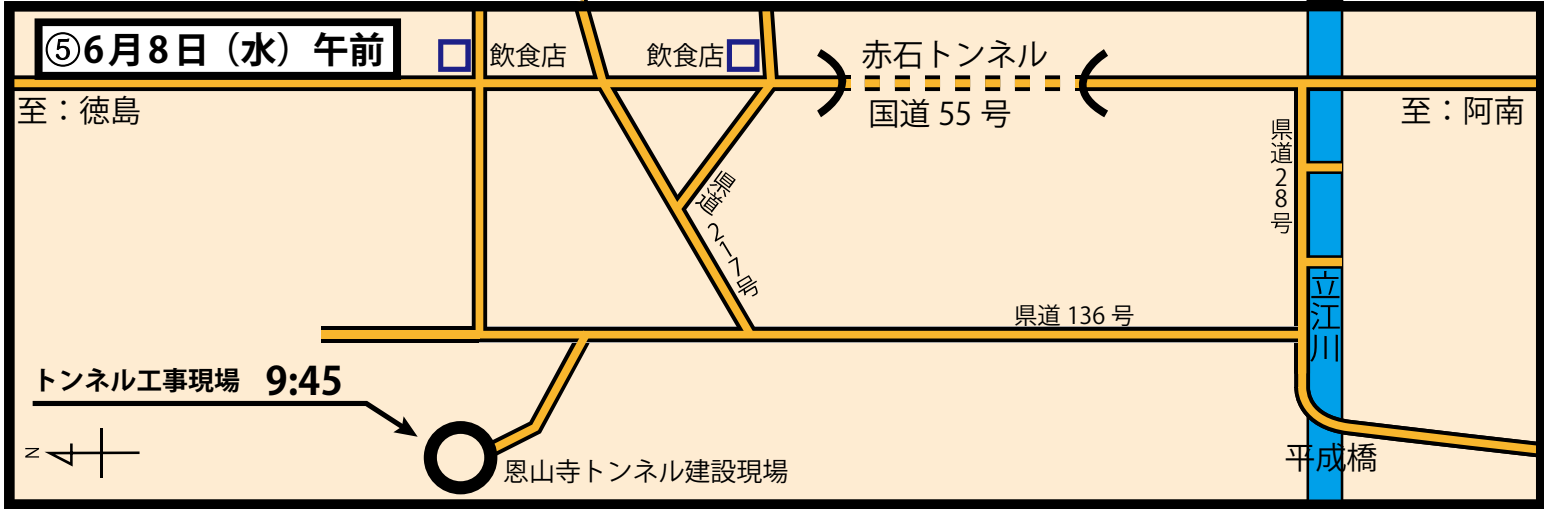 ⑤6月8日（水）午前
飲食店
飲食店
赤石トンネル
国道 55 号
至：徳島
至：阿南
県道28号
県道217号
県道 136 号
立江川
トンネル工事現場 9:45
N
恩山寺トンネル建設現場
平成橋